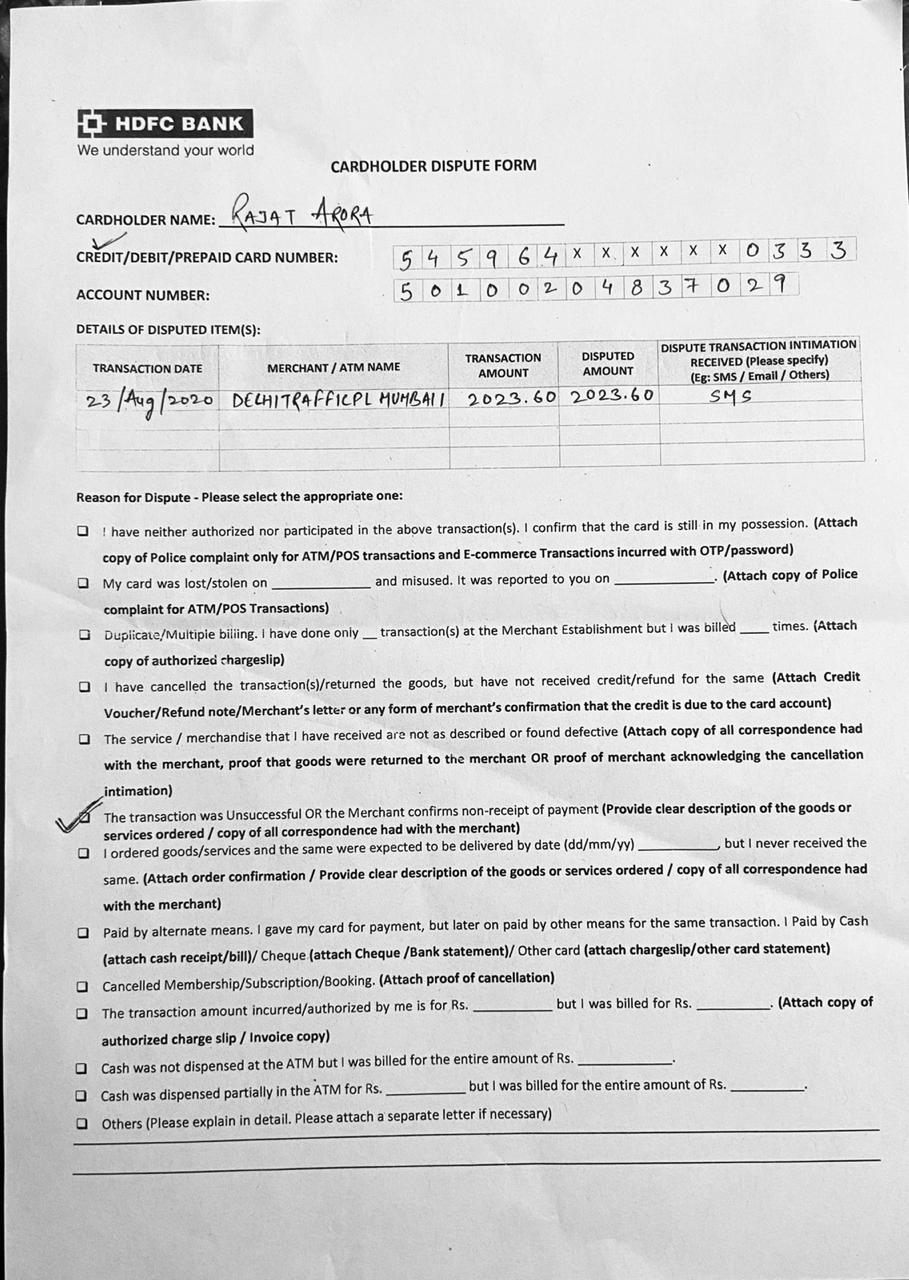 HDFC BANK
We understand your world
CARDHOLDER DISPUTE FORM
CARDHOLDER NAME: RAJAT ARORA
CREDIT/DEBIT/PREPAID CARD NUMBER: 5 4 5 9 6 4 X X X X X X 0 3 3 3
ACCOUNT NUMBER: 5 0 1 0 0 2 0 4 8 3 7 0 2 9
DETAILS OF DISPUTED ITEM(S):
TRANSACTION DATE MERCHANT / ATM NAME TRANSACTION AMOUNT DISPUTED AMOUNT DISPUTE TRANSACTION INTIMATION RECEIVED (Please specify) (Eg: SMS / Email / Others)
23/Aug/2020 DELHITRAFFICPL MUMBAI1 2023.60 2023.60 SMS
Reason for Dispute - Please select the appropriate one:
I have neither authorized nor participated in the above transaction(s). I confirm that the card is still in my possession. (Attach
copy of Police complaint only for ATM/POS transactions and E-commerce Transactions incurred with OTP/password)
My card was lost/stolen on ____________ and misused. It was reported to you on ____________. (Attach copy of Police
complaint for ATM/POS Transactions)
Duplicate/Multiple billing. I have done only __ transaction(s) at the Merchant Establishment but I was billed ____ times. (Attach
copy of authorized chargeslip)
I have cancelled the transaction(s)/returned the goods, but have not received credit/refund for the same (Attach Credit
Voucher/Refund note/Merchant's letter or any form of merchant's confirmation that the credit is due to the card account)
The service / merchandise that I have received are not as described or found defective (Attach copy of all correspondence had
with the merchant, proof that goods were returned to the merchant OR proof of merchant acknowledging the cancellation
intimation)
The transaction was Unsuccessful OR the Merchant confirms non-receipt of payment (Provide clear description of the goods or
services ordered / copy of all correspondence had with the merchant)
I ordered goods/services and the same were expected to be delivered by date (dd/mm/yy) __________, but I never received the
same. (Attach order confirmation / Provide clear description of the goods or services ordered / copy of all correspondence had
with the merchant)
Paid by alternate means. I gave my card for payment, but later on paid by other means for the same transaction. I Paid by Cash
(attach cash receipt/bill)/ Cheque (attach Cheque /Bank statement)/ Other card (attach chargeslip/other card statement)
Cancelled Membership/Subscription/Booking. (Attach proof of cancellation)
The transaction amount incurred/authorized by me is for Rs. __________ but I was billed for Rs. _________. (Attach copy of
authorized charge slip / Invoice copy)
Cash was not dispensed at the ATM but I was billed for the entire amount of Rs. ____________.
Cash was dispensed partially in the ATM for Rs. __________ but I was billed for the entire amount of Rs. _________.
Others (Please explain in detail. Please attach a separate letter if necessary)